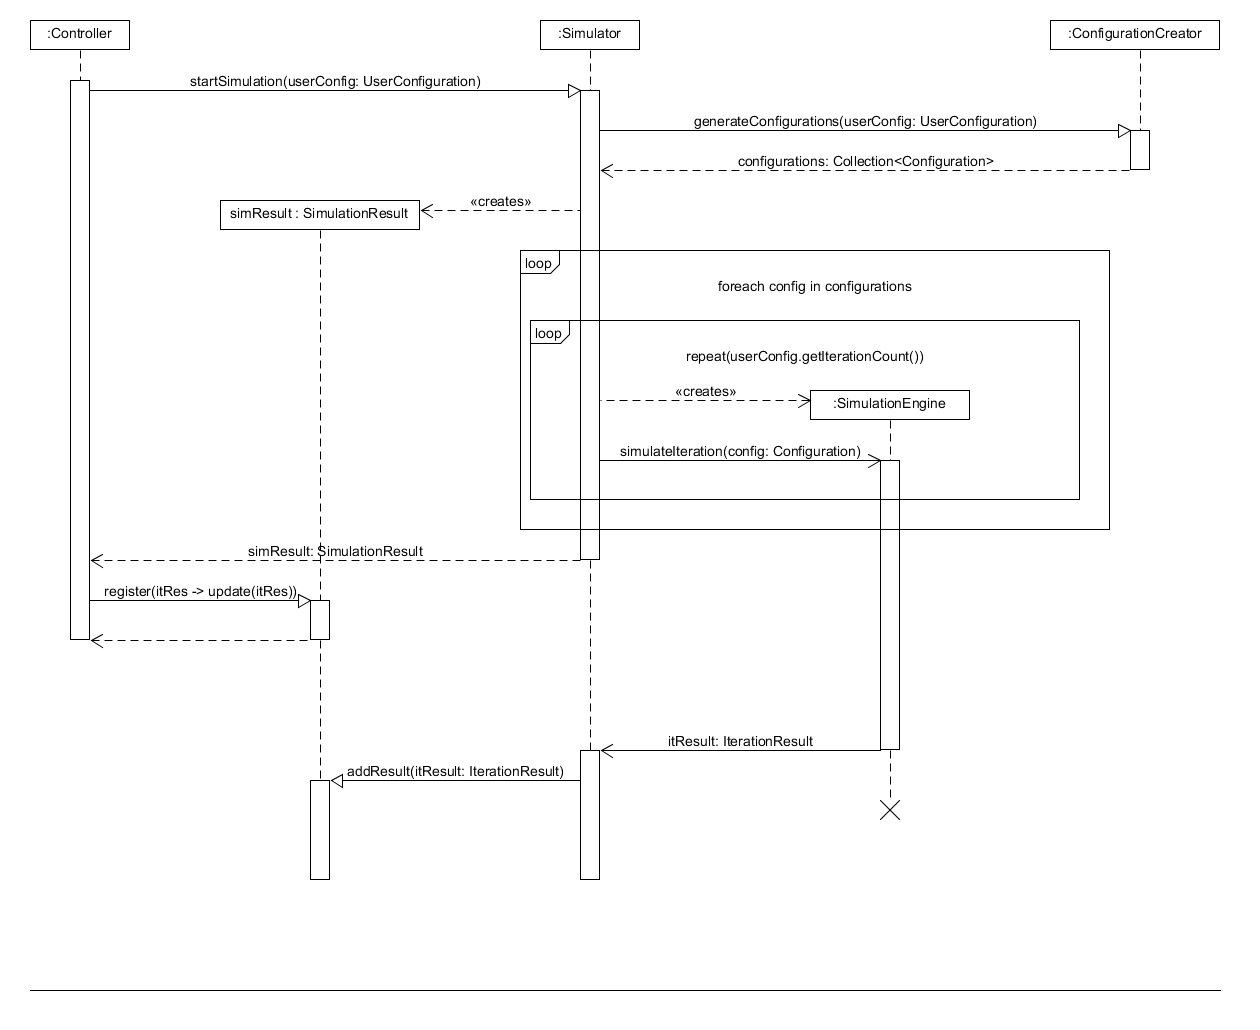 :Controller
:Simulator
:ConfigurationCreator
startSimulation(userConfig: UserConfiguration)
generateConfigurations(userConfig: UserConfiguration)
configurations: Collection<Configuration>
«creates»
simResult : SimulationResult
loop
foreach config in configurations
loop
repeat(userConfig.getIterationCount())
«creates»
:SimulationEngine
simulateIteration(config: Configuration)
simResult: SimulationResult
register(itRes -> update(itRes))
itResult: IterationResult
addResult(itResult: IterationResult)